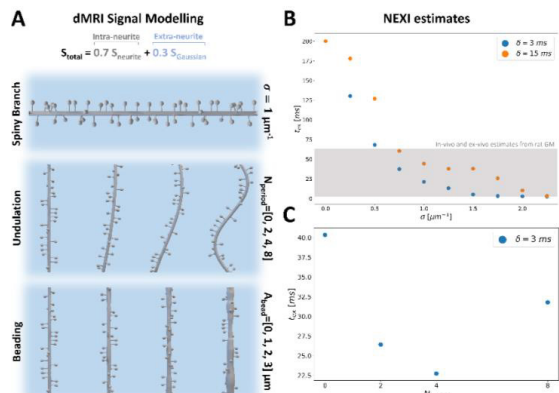 A
dMRI Signal Modelling
Intra-neurite
Extra-neurite
S_total = 0.7 S_neurite + 0.3 S_Gaussian
Spiny Branch
σ = 1 μm⁻¹
Undulation
N_period=[0, 2, 4, 8]
Beading
A_bead=[0, 1, 2, 3] μm
B
NEXI estimates
δ = 3 ms
δ = 15 ms
200
175
150
125
100
75
50
25
0
In-vivo and ex-vivo estimates from rat GM
0.0
0.5
1.0
1.5
2.0
σ [μm⁻¹]
C
δ = 3 ms
40.0
37.5
35.0
32.5
30.0
27.5
25.0
22.5
0
2
4
8